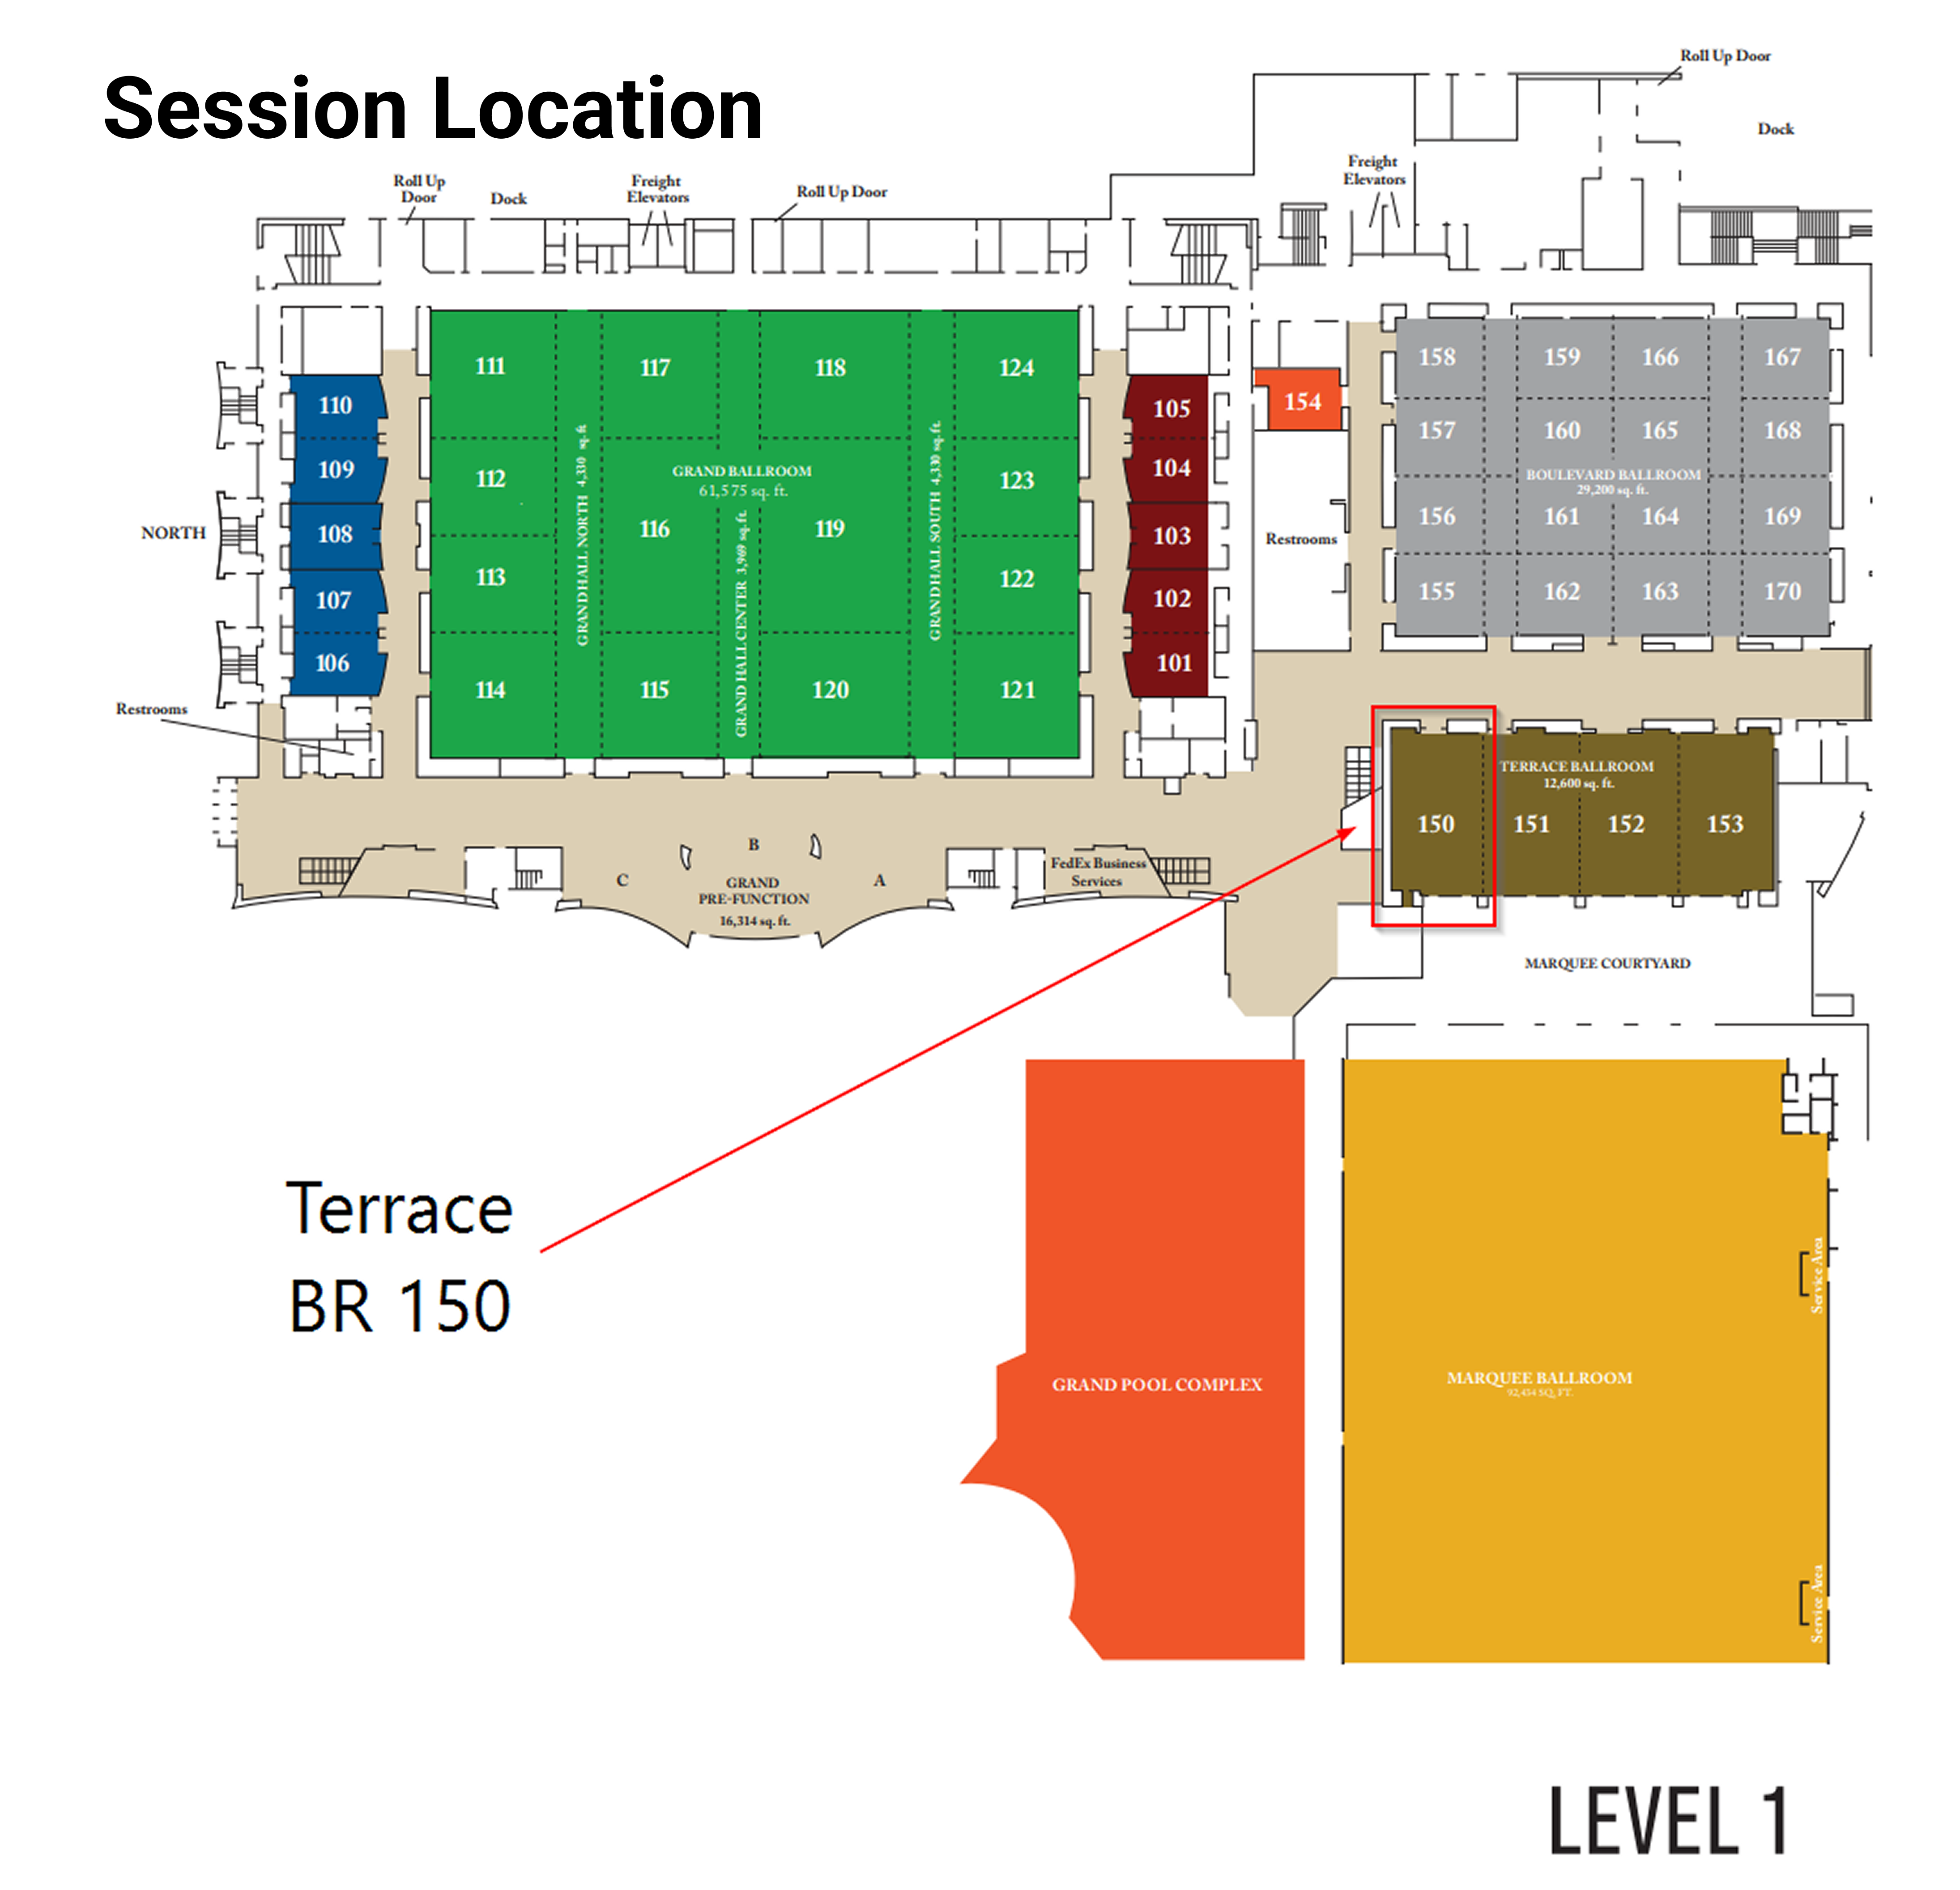 Session Location
Roll Up Door
Dock
Roll Up
Door
Dock
Freight
Elevators
Roll Up Door
Freight
Elevators
NORTH
Restrooms
110
109
108
107
106
111
112
113
114
GRAND HALL NORTH 4,330 sq. ft.
117
116
115
GRAND BALLROOM
61,575 sq. ft.
GRAND HALL CENTER 3,969 sq. ft.
118
119
120
GRAND HALL SOUTH 4,330 sq. ft.
124
123
122
121
105
104
103
102
101
154
Restrooms
158
159
166
167
157
160
165
168
BOULEVARD BALLROOM
29,200 sq. ft.
156
161
164
169
155
162
163
170
TERRACE BALLROOM
12,600 sq. ft.
150
151
152
153
B
C
A
GRAND
PRE-FUNCTION
16,314 sq. ft.
FedEx Business
Services
MARQUEE COURTYARD
Terrace
BR 150
GRAND POOL COMPLEX
MARQUEE BALLROOM
92,434 SQ. FT.
Service Area
Service Area
LEVEL 1